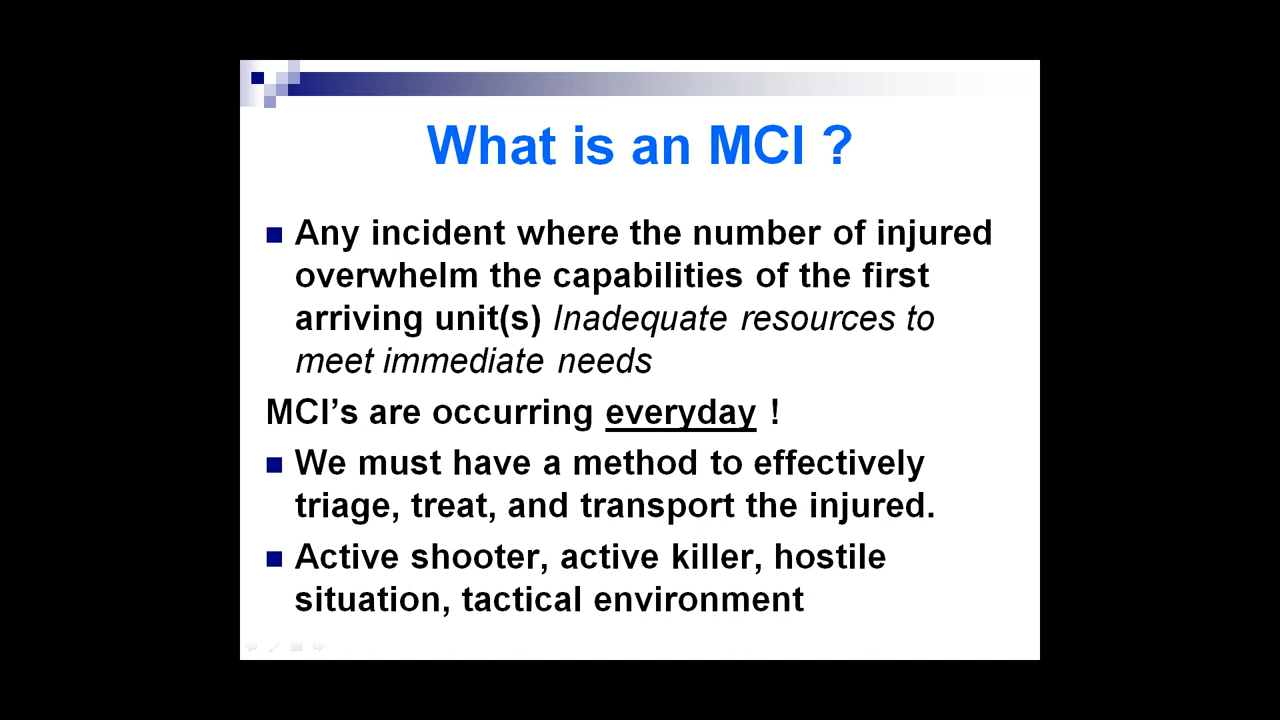 What is an MCI ?
Any incident where the number of injured
overwhelm the capabilities of the first
arriving unit(s) Inadequate resources to
meet immediate needs
MCI’s are occurring everyday !
We must have a method to effectively
triage, treat, and transport the injured.
Active shooter, active killer, hostile
situation, tactical environment